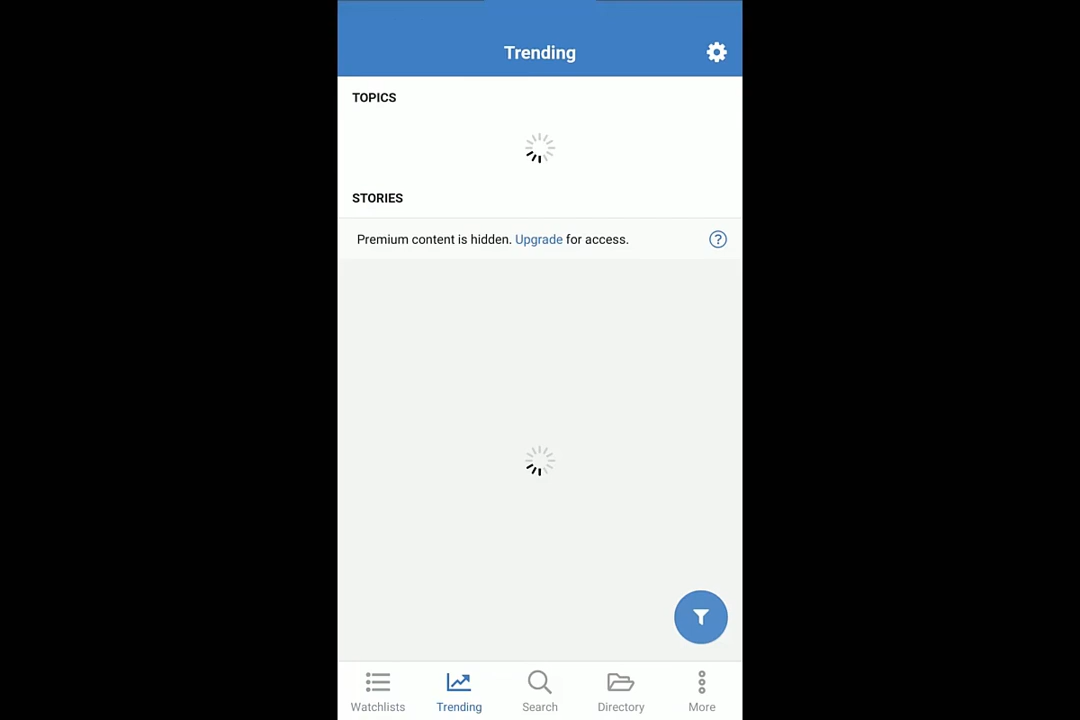 Trending
TOPICS
STORIES
Premium content is hidden. Upgrade for access.
Watchlists
Trending
Search
Directory
More